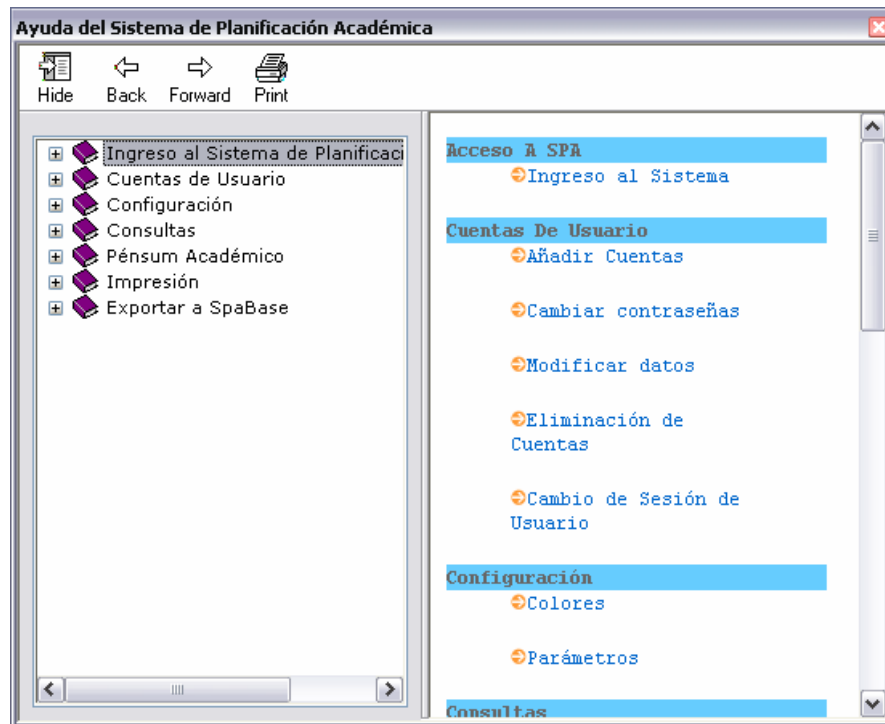 Ayuda del Sistema de Planificación Académica
Hide Back Forward Print
Ingreso al Sistema de Planificaci
Cuentas de Usuario
Configuración
Consultas
Pénsum Académico
Impresión
Exportar a SpaBase
Acceso A SPA
Ingreso al Sistema
Cuentas De Usuario
Añadir Cuentas
Cambiar contraseñas
Modificar datos
Eliminación de
Cuentas
Cambio de Sesión de
Usuario
Configuración
Colores
Parámetros
Consultas